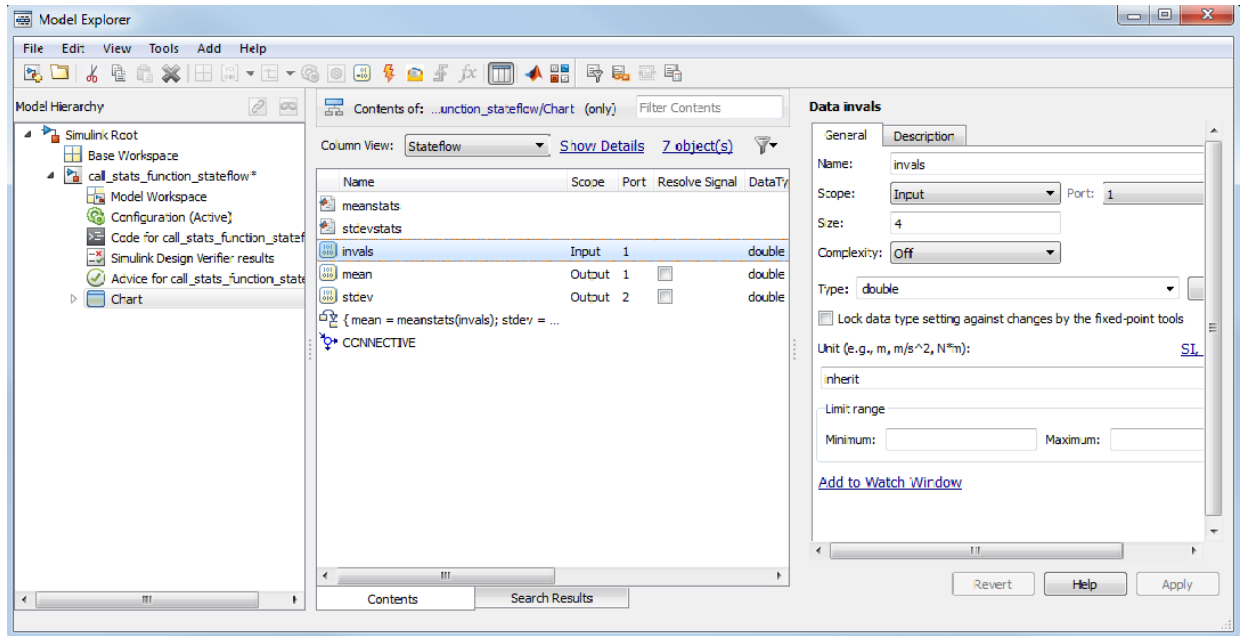 Model Explorer
File Edit View Tools Add Help
Model Hierarchy
Simulink Root
Base Workspace
call_stats_function_stateflow*
Model Workspace
Configuration (Active)
Code for call_stats_function_statef
Simulink Design Verifier results
Advice for call_stats_function_state
Chart
Contents of: ...unction_stateflow/Chart (only) Filter Contents
Column View: Stateflow Show Details 7 object(s)
Name Scope Port Resolve Signal DataTy
meanstats
stdevstats
invals Input 1 double
mean Output 1 double
stdev Output 2 double
{ mean = meanstats(invals); stdev = ...
CONNECTIVE
Contents Search Results
Data invals
General Description
Name: invals
Scope: Input Port: 1
Size: 4
Complexity: Off
Type: double
Lock data type setting against changes by the fixed-point tools
Unit (e.g., m, m/s^2, N*m): SI,
inherit
Limit range
Minimum: Maximum:
Add to Watch Window
Revert Help Apply